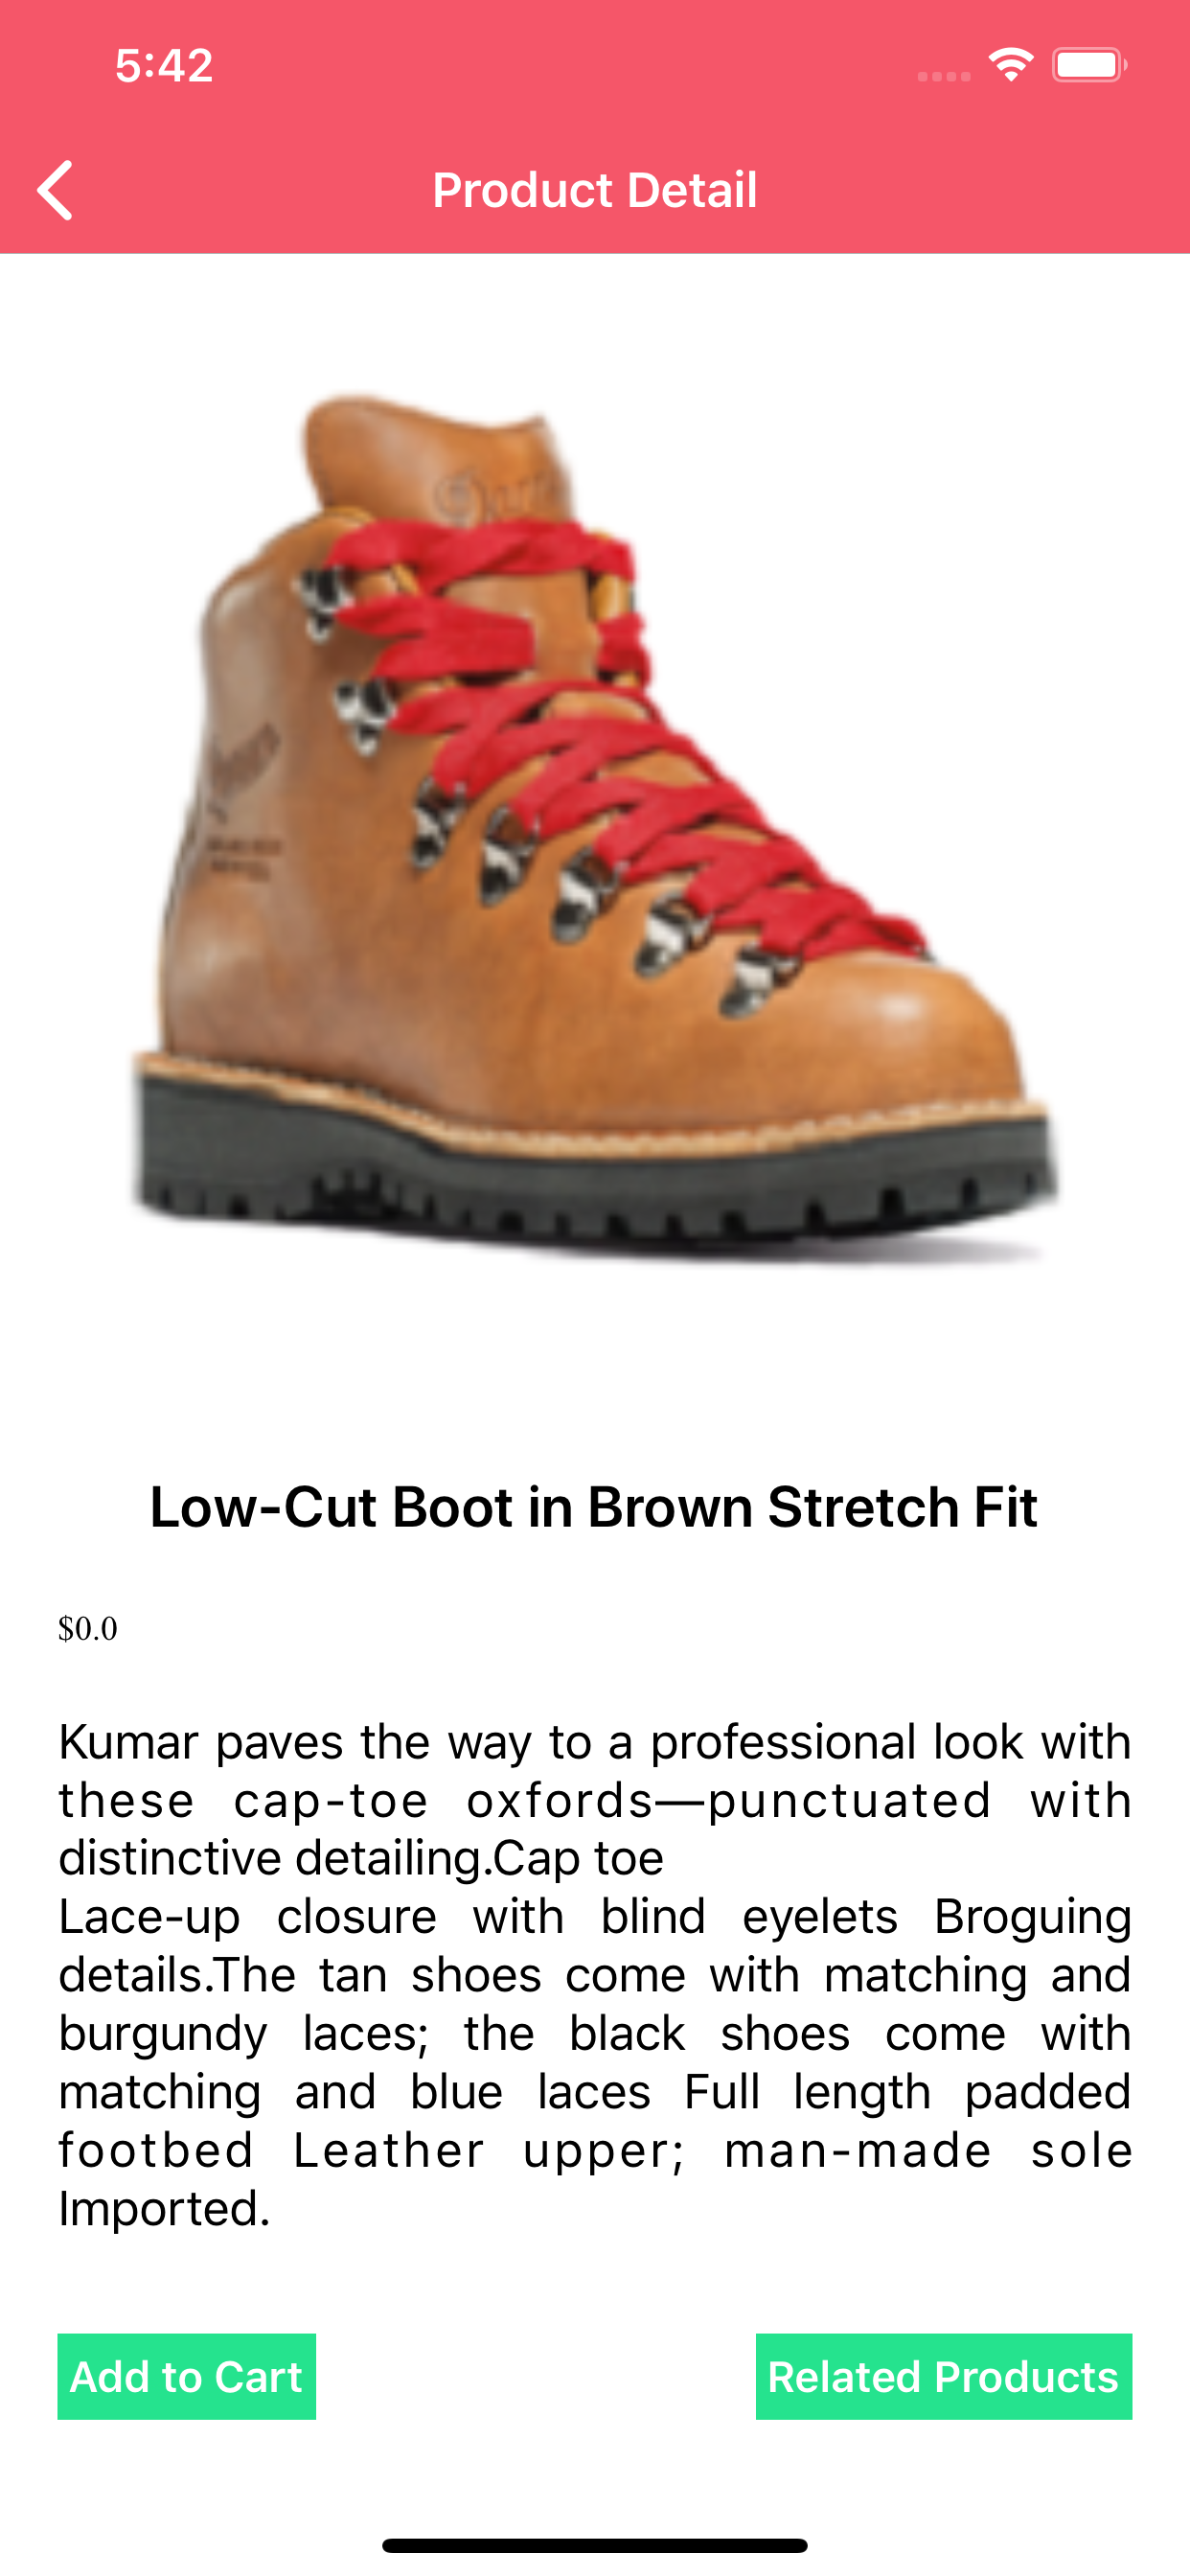 5:42
Product Detail
Low-Cut Boot in Brown Stretch Fit
$0.0
Kumar paves the way to a professional look with
these cap-toe oxfords—punctuated with
distinctive detailing.Cap toe
Lace-up closure with blind eyelets Broguing
details.The tan shoes come with matching and
burgundy laces; the black shoes come with
matching and blue laces Full length padded
footbed Leather upper; man-made sole
Imported.
Add to Cart
Related Products